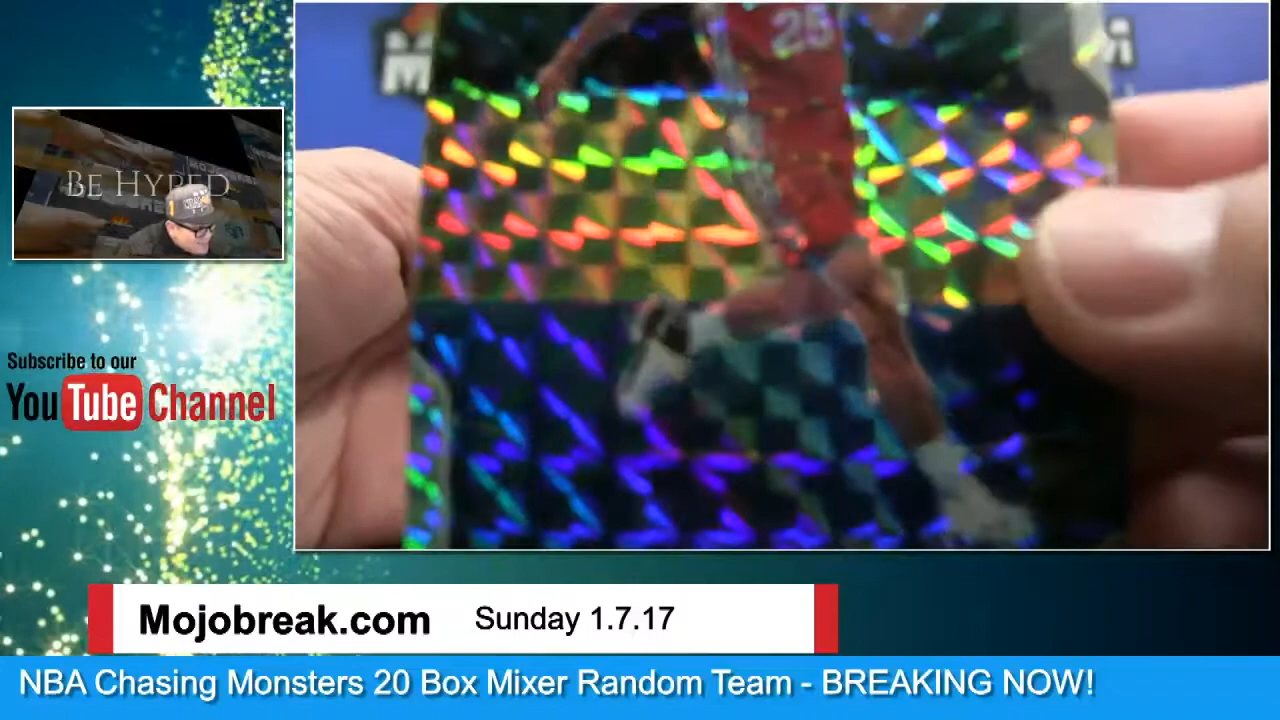 25
BE HYPED
Subscribe to our
YouTube Channel
Mojobreak.com
Sunday 1.7.17
NBA Chasing Monsters 20 Box Mixer Random Team - BREAKING NOW!